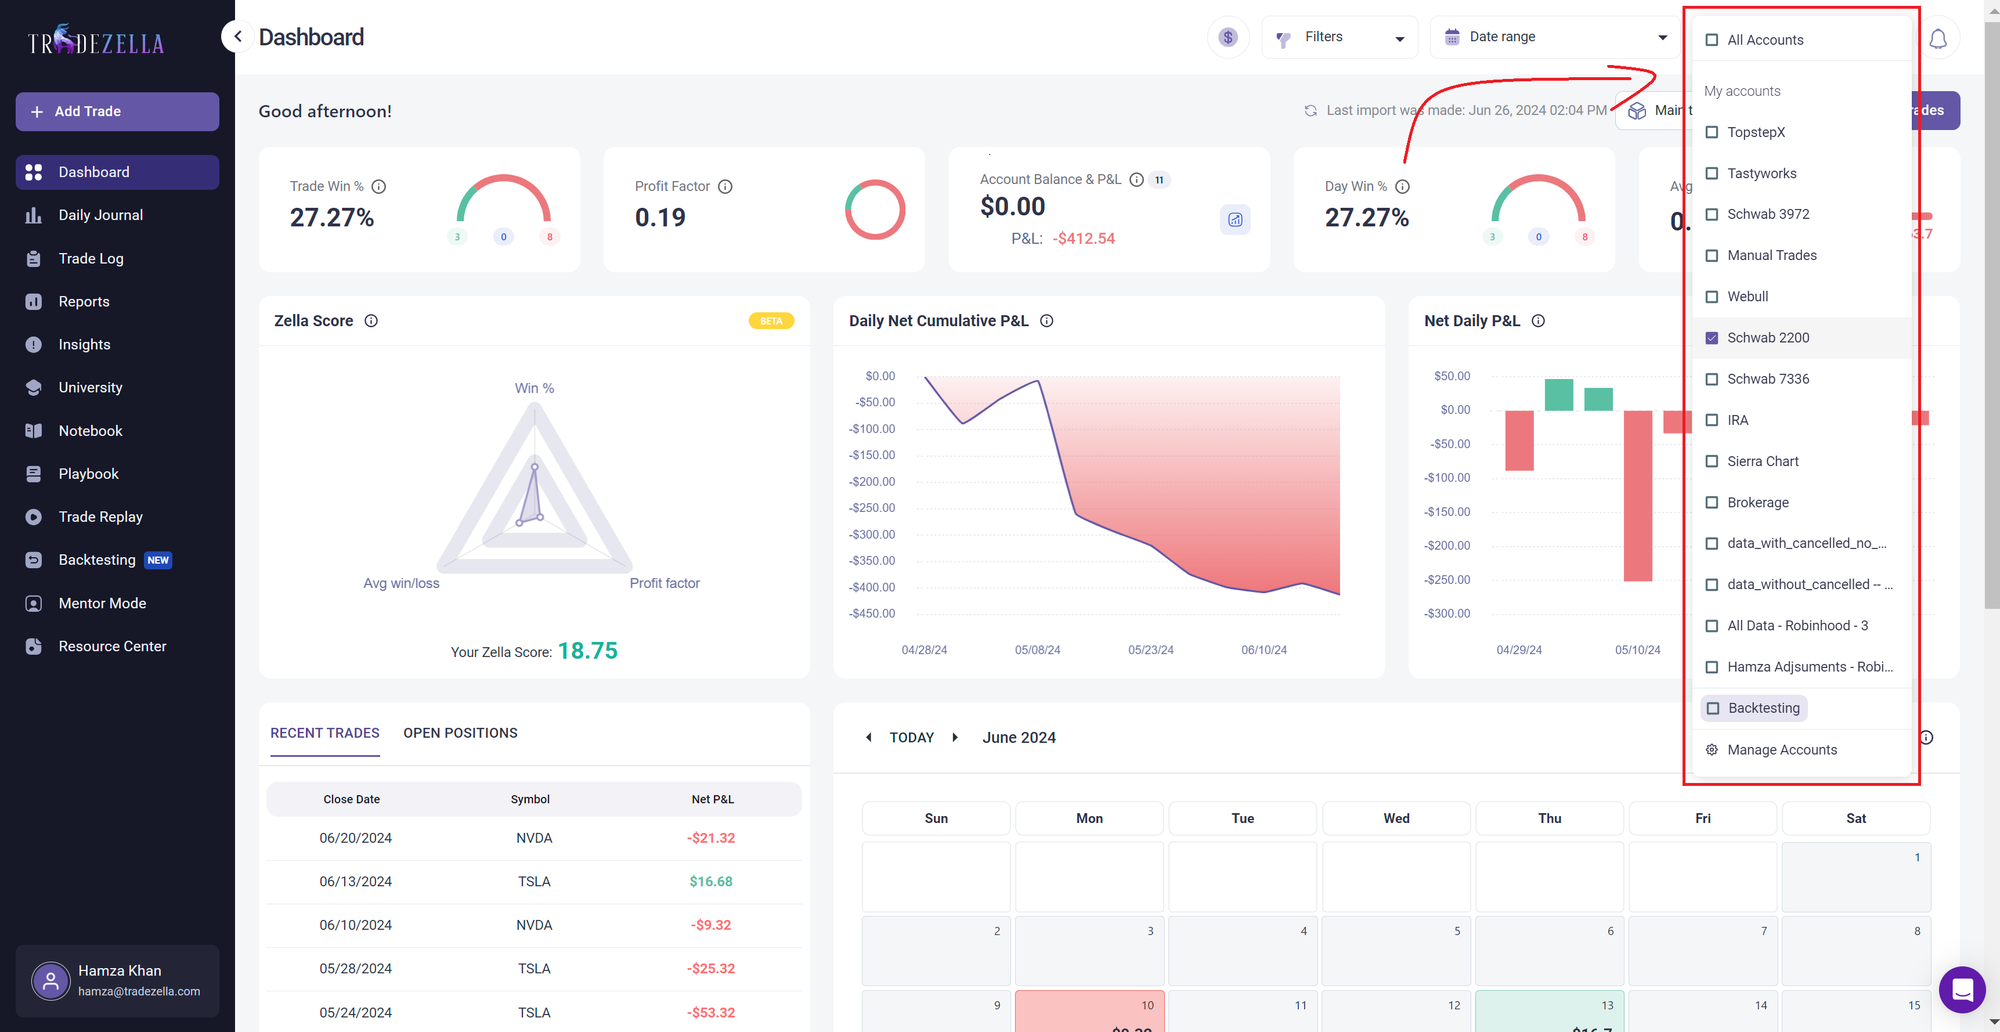 TRADEZELLA
Add Trade
Dashboard
Daily Journal
Trade Log
Reports
Insights
University
Notebook
Playbook
Trade Replay
Backtesting NEW
Mentor Mode
Resource Center
Hamza Khan
hamza@tradezella.com
Dashboard
$ Filters Date range
Good afternoon!
Last import was made: Jun 26, 2024 02:04 PM
Main t
ades
Trade Win %
27.27%
3 0 8
Profit Factor
0.19
Account Balance & P&L 11
$0.00
P&L: -$412.54
Day Win %
27.27%
3 0 8
Avg
0.
3.7
Zella Score BETA
Win %
Avg win/loss Profit factor
Your Zella Score: 18.75
Daily Net Cumulative P&L
$0.00
-$50.00
-$100.00
-$150.00
-$200.00
-$250.00
-$300.00
-$350.00
-$400.00
-$450.00
04/28/24 05/08/24 05/23/24 06/10/24
Net Daily P&L
$50.00
$0.00
-$50.00
-$100.00
-$150.00
-$200.00
-$250.00
-$300.00
04/29/24 05/10/24
All Accounts
My accounts
TopstepX
Tastyworks
Schwab 3972
Manual Trades
Webull
Schwab 2200
Schwab 7336
IRA
Sierra Chart
Brokerage
data_with_cancelled_no_...
data_without_cancelled -- ...
All Data - Robinhood - 3
Hamza Adjsuments - Robi...
Backtesting
Manage Accounts
RECENT TRADES OPEN POSITIONS
Close Date Symbol Net P&L
06/20/2024 NVDA -$21.32
06/13/2024 TSLA $16.68
06/10/2024 NVDA -$9.32
05/28/2024 TSLA -$25.32
05/24/2024 TSLA -$53.32
TODAY June 2024
Sun Mon Tue Wed Thu Fri Sat
1
2 3 4 5 6 7 8
9 10 11 12 13 14 15